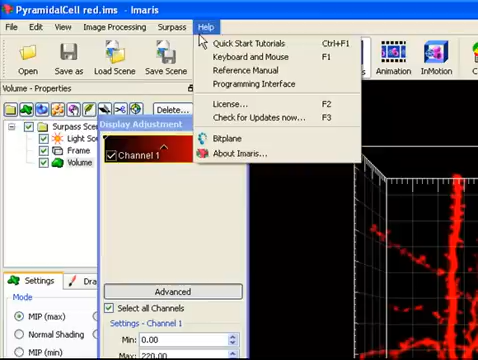 PyramidalCell red.ims - Imaris
File Edit View Image Processing Surpass Help
Open Save as Load Scene Save Scene Animation InMotion
Quick Start Tutorials Ctrl+F1
Keyboard and Mouse F1
Reference Manual
Programming Interface
License... F2
Check for Updates now... F3
Bitplane
About Imaris...
Volume - Properties
Delete...
Surpass Scene
Light
Frame
Volume
Display Adjustment
Channel 1
Advanced
Select all Channels
Settings - Channel 1
Min: 0.00
Max: 220.00
Settings
Mode
MIP (max)
Normal Shading
MIP (min)